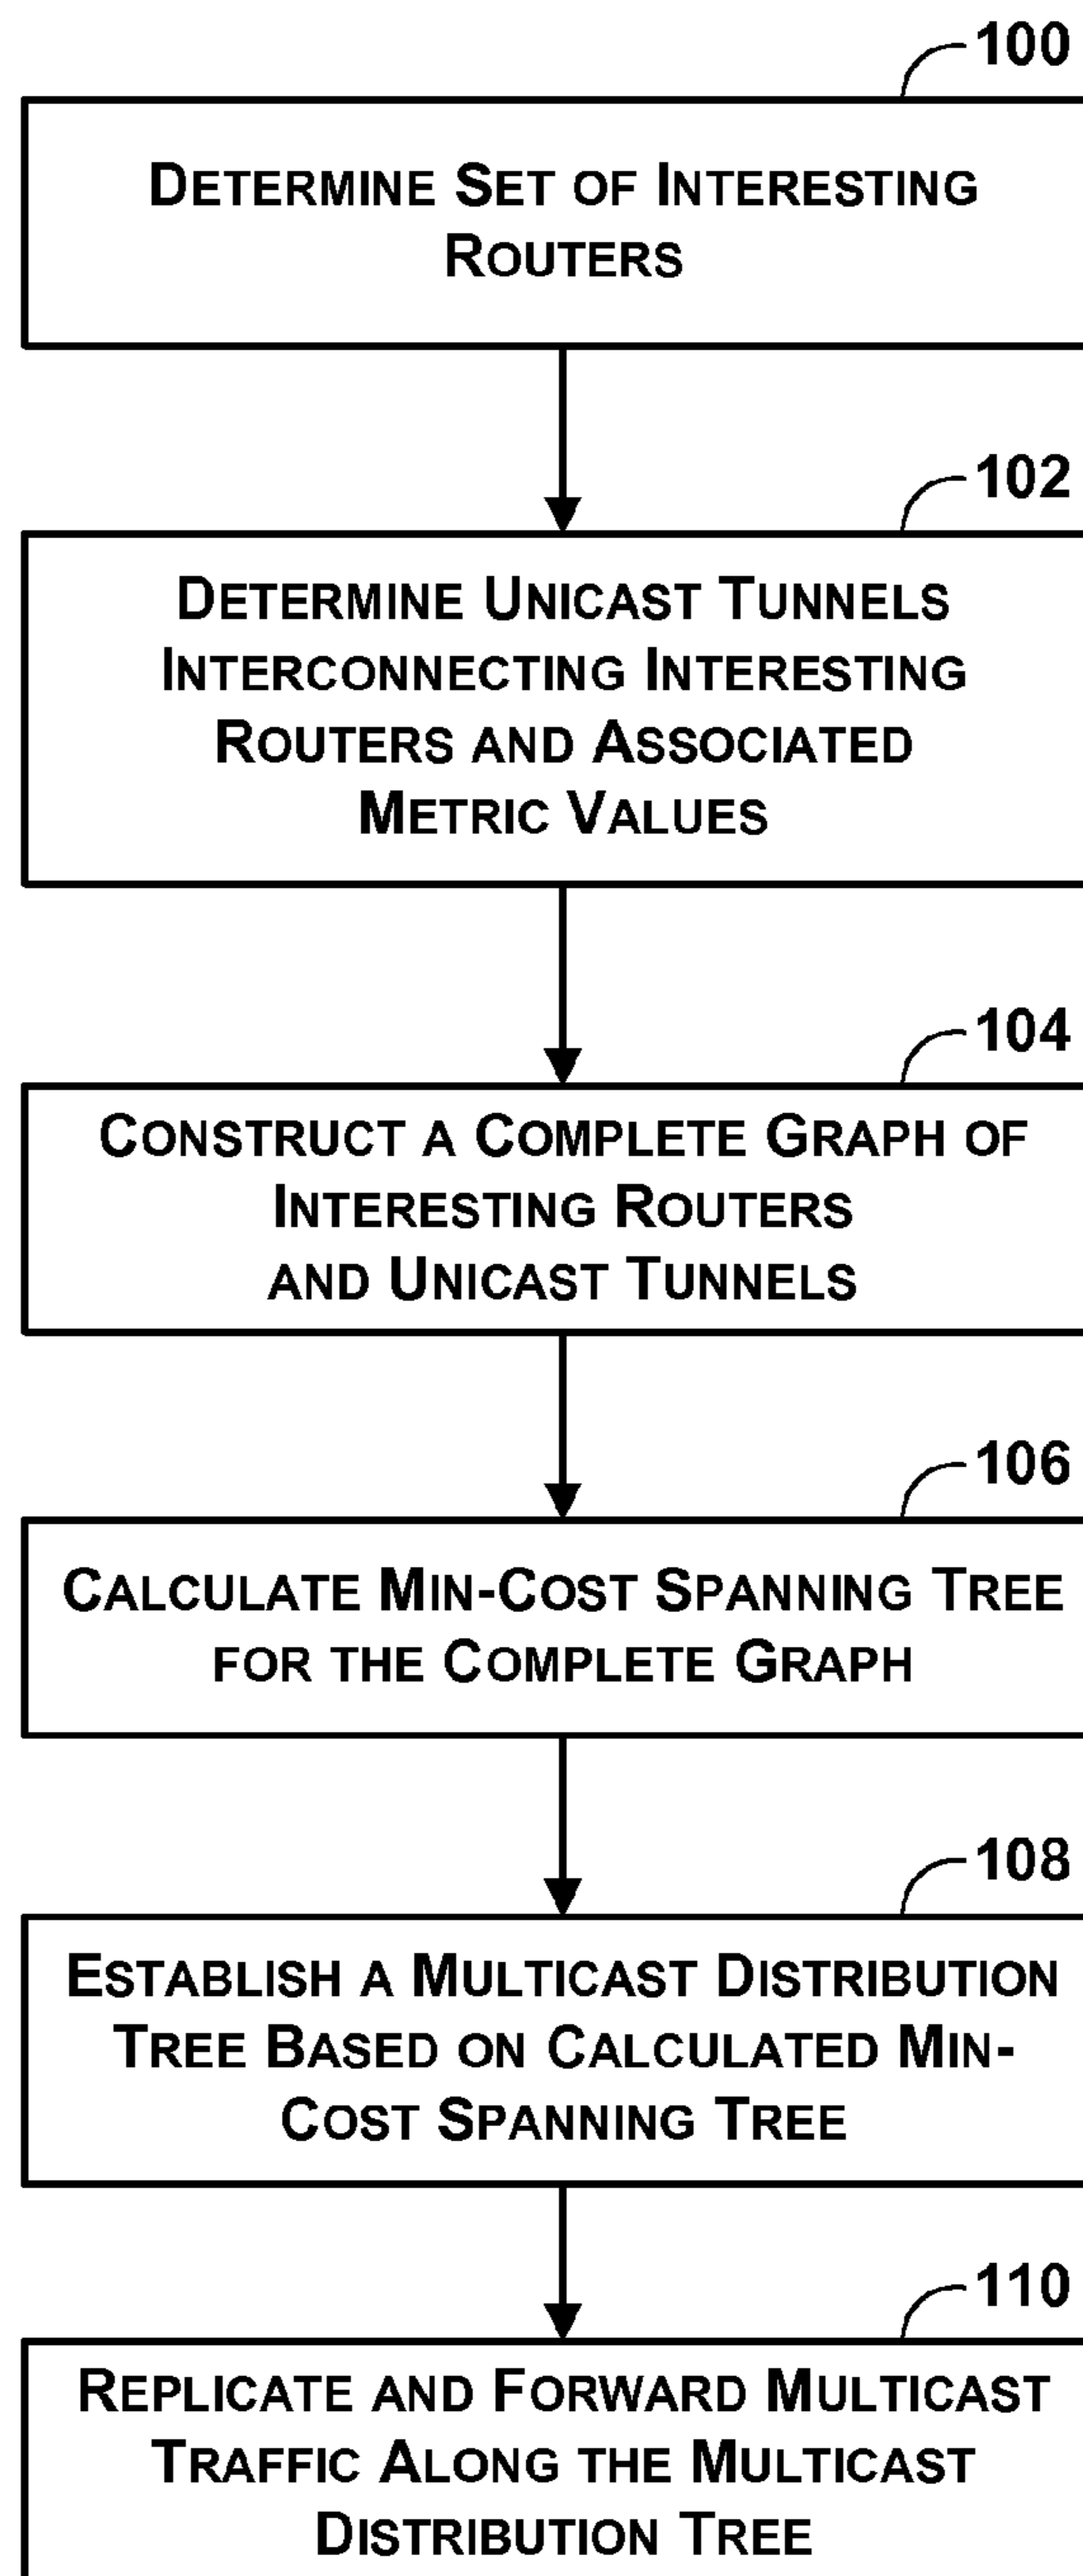 100
DETERMINE SET OF INTERESTING
ROUTERS
102
DETERMINE UNICAST TUNNELS
INTERCONNECTING INTERESTING
ROUTERS AND ASSOCIATED
METRIC VALUES
104
CONSTRUCT A COMPLETE GRAPH OF
INTERESTING ROUTERS
AND UNICAST TUNNELS
106
CALCULATE MIN-COST SPANNING TREE
FOR THE COMPLETE GRAPH
108
ESTABLISH A MULTICAST DISTRIBUTION
TREE BASED ON CALCULATED MIN-
COST SPANNING TREE
110
REPLICATE AND FORWARD MULTICAST
TRAFFIC ALONG THE MULTICAST
DISTRIBUTION TREE